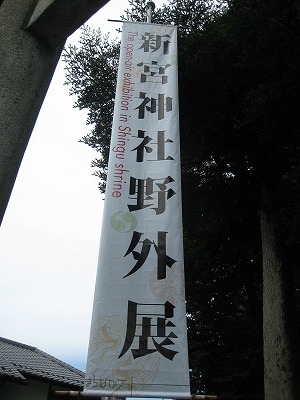 新宮神社野外展
The open-air exhibition in Shingu shrine